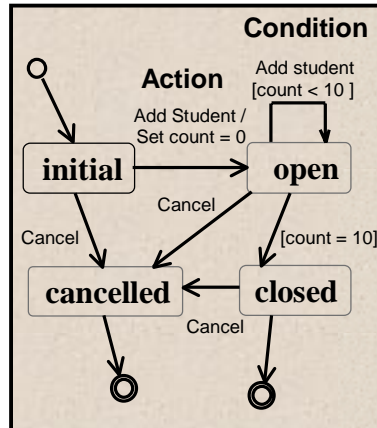 Condition
Action
Add student
[count < 10 ]
Add Student /
Set count = 0
initial
open
Cancel
Cancel
[count = 10]
cancelled
closed
Cancel